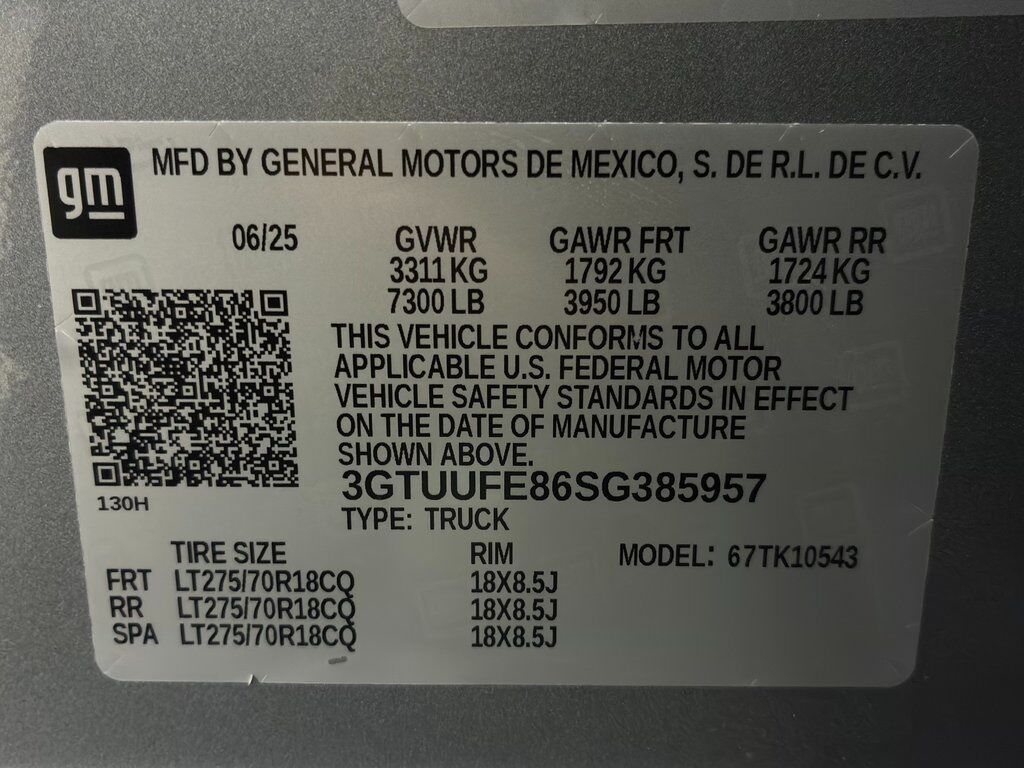 gm
MFD BY GENERAL MOTORS DE MEXICO, S. DE R.L. DE C.V.
06/25 GVWR GAWR FRT GAWR RR
3311 KG 1792 KG 1724 KG
7300 LB 3950 LB 3800 LB
THIS VEHICLE CONFORMS TO ALL
APPLICABLE U.S. FEDERAL MOTOR
VEHICLE SAFETY STANDARDS IN EFFECT
ON THE DATE OF MANUFACTURE
SHOWN ABOVE.
3GTUUFE86SG385957
130H
TYPE: TRUCK
TIRE SIZE RIM MODEL: 67TK10543
FRT LT275/70R18CQ 18X8.5J
RR LT275/70R18CQ 18X8.5J
SPA LT275/70R18CQ 18X8.5J